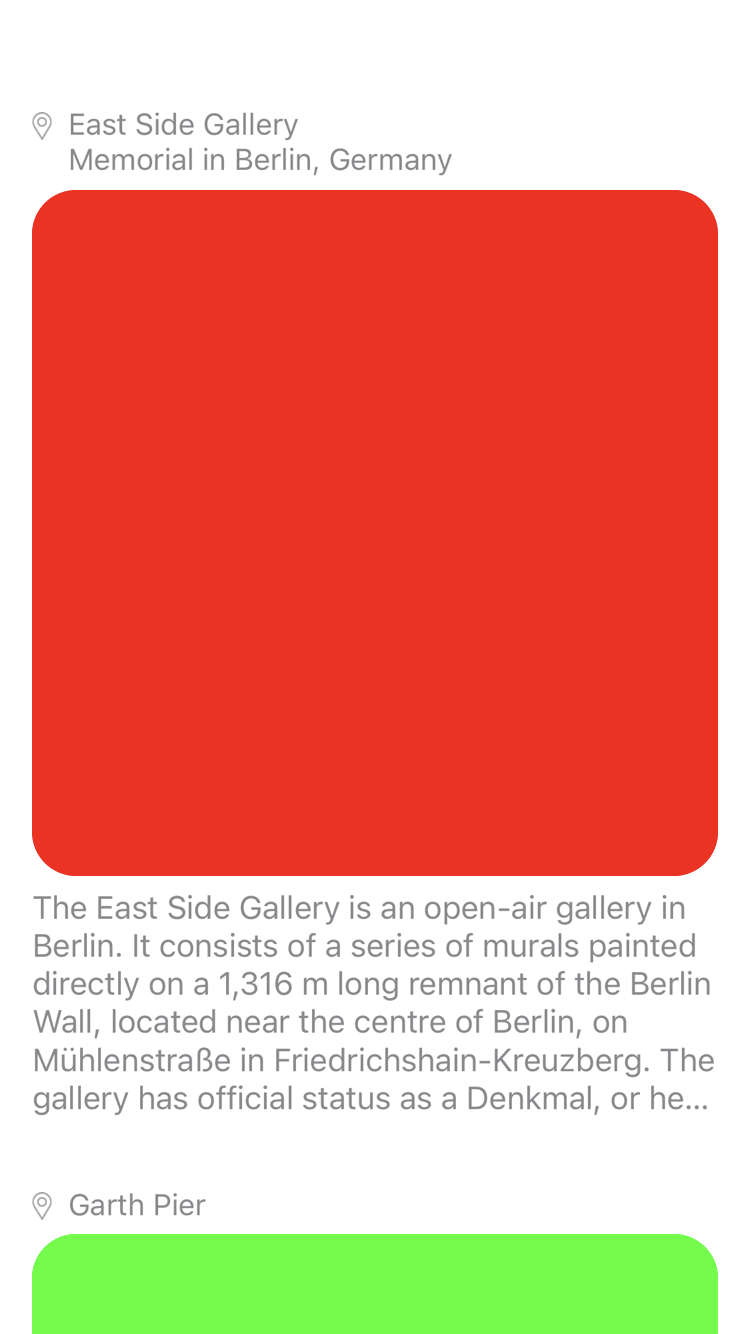 East Side Gallery
Memorial in Berlin, Germany
The East Side Gallery is an open-air gallery in
Berlin. It consists of a series of murals painted
directly on a 1,316 m long remnant of the Berlin
Wall, located near the centre of Berlin, on
Mühlenstraße in Friedrichshain-Kreuzberg. The
gallery has official status as a Denkmal, or he...
Garth Pier